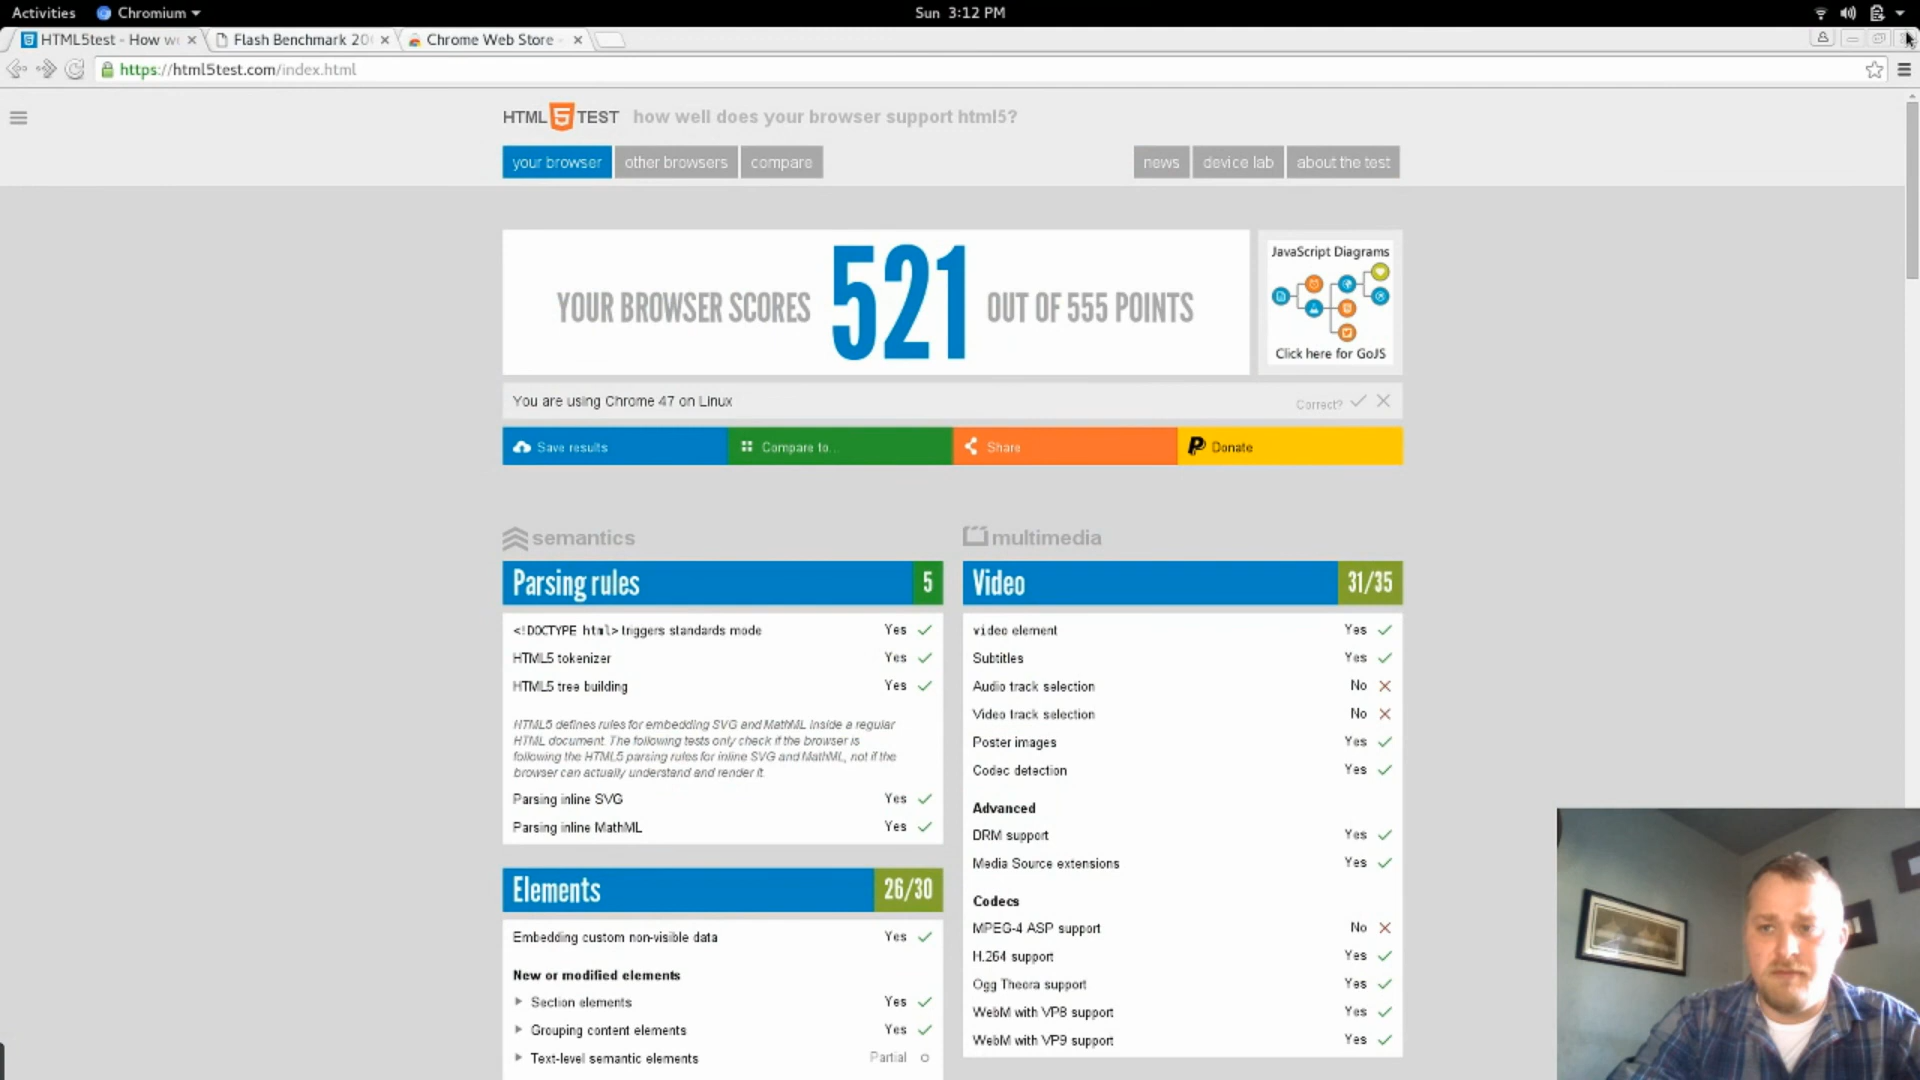 Activities Chromium Sun 3:12 PM
HTML5test - How we Flash Benchmark 20 Chrome Web Store -
https://html5test.com/index.html
HTML 5 TEST how well does your browser support html5?
your browser other browsers compare news device lab about the test
YOUR BROWSER SCORES 521 OUT OF 555 POINTS
JavaScript Diagrams
Click here for GoJS
You are using Chrome 47 on Linux Correct?
Save results Compare to... Share Donate
semantics
Parsing rules 5
<!DOCTYPE html> triggers standards mode Yes
HTML5 tokenizer Yes
HTML5 tree building Yes
HTML5 defines rules for embedding SVG and MathML inside a regular
HTML document. The following tests only check if the browser is
following the HTML5 parsing rules for inline SVG and MathML, not if the
browser can actually understand and render it.
Parsing inline SVG Yes
Parsing inline MathML Yes
Elements 26/30
Embedding custom non-visible data Yes
New or modified elements
Section elements Yes
Grouping content elements Yes
Text-level semantic elements Partial
multimedia
Video 31/35
video element Yes
Subtitles Yes
Audio track selection No
Video track selection No
Poster images Yes
Codec detection Yes
Advanced
DRM support Yes
Media Source extensions Yes
Codecs
MPEG-4 ASP support No
H.264 support Yes
Ogg Theora support Yes
WebM with VP8 support Yes
WebM with VP9 support Yes